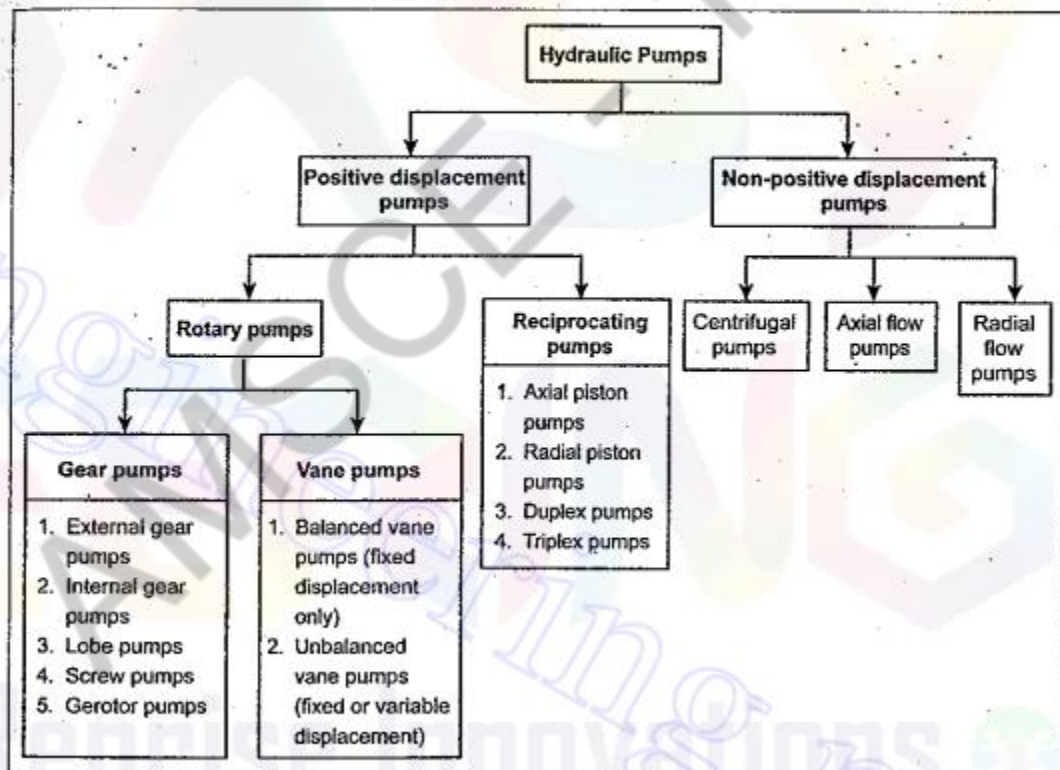 Hydraulic Pumps
Positive displacement
pumps
Non-positive displacement
pumps
Rotary pumps
Reciprocating
pumps
1. Axial piston
pumps
2. Radial piston
pumps
3. Duplex pumps
4. Triplex pumps
Centrifugal
pumps
Axial flow
pumps
Radial
flow
pumps
Gear pumps
1. External gear
pumps
2. Internal gear
pumps
3. Lobe pumps
4. Screw pumps
5. Gerotor pumps
Vane pumps
1. Balanced vane
pumps (fixed
displacement
only)
2. Unbalanced
vane pumps
(fixed or variable
displacement)
AMSCE -